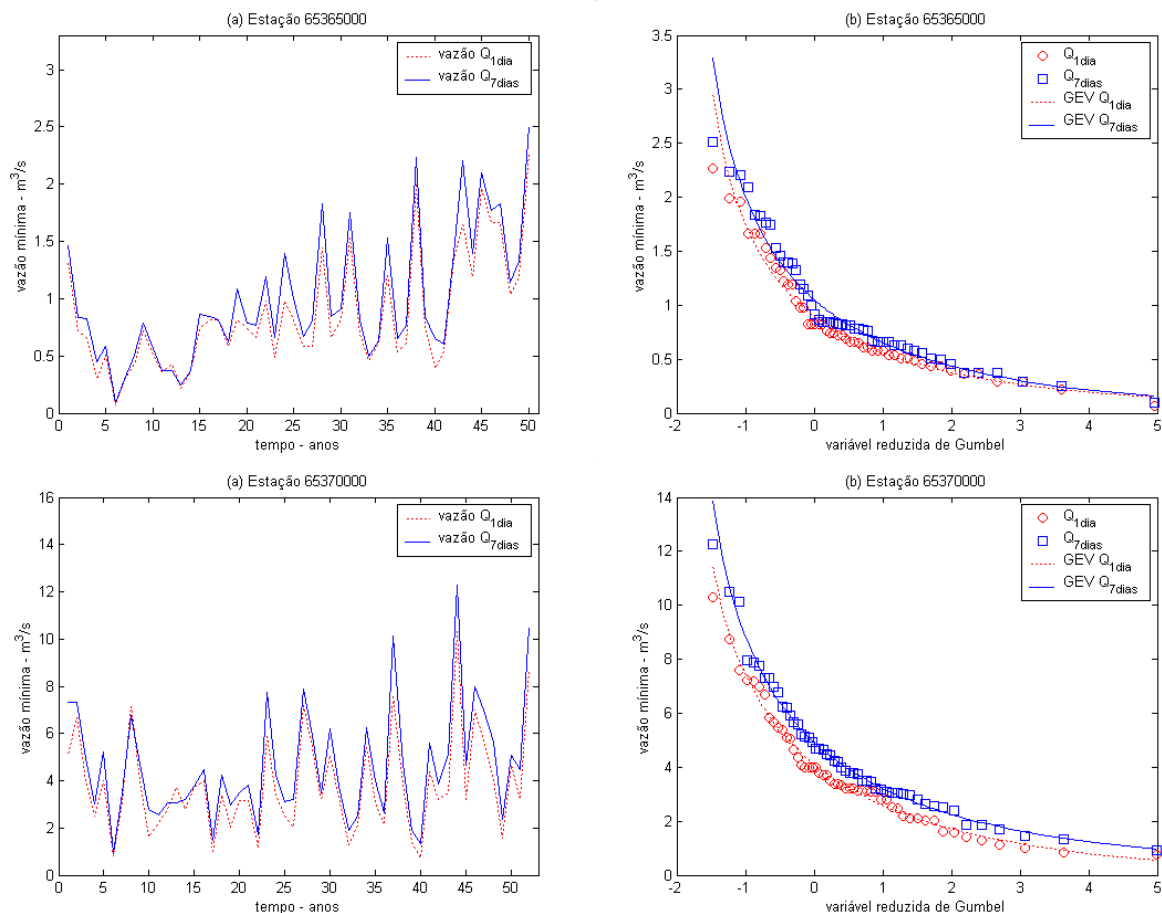 (a) Estação 65365000
vazão mínima - m³/s
3
2.5
2
1.5
1
0.5
0
vazão Q1dia
vazão Q7dias
0 5 10 15 20 25 30 35 40 45 50
tempo - anos
(b) Estação 65365000
vazão mínima - m³/s
3.5
3
2.5
2
1.5
1
0.5
0
Q1dia
Q7dias
GEV Q1dia
GEV Q7dias
-2 -1 0 1 2 3 4 5
variável reduzida de Gumbel
(a) Estação 65370000
vazão mínima - m³/s
16
14
12
10
8
6
4
2
0
vazão Q1dia
vazão Q7dias
0 5 10 15 20 25 30 35 40 45 50
tempo - anos
(b) Estação 65370000
vazão mínima - m³/s
14
12
10
8
6
4
2
0
Q1dia
Q7dias
GEV Q1dia
GEV Q7dias
-2 -1 0 1 2 3 4 5
variável reduzida de Gumbel